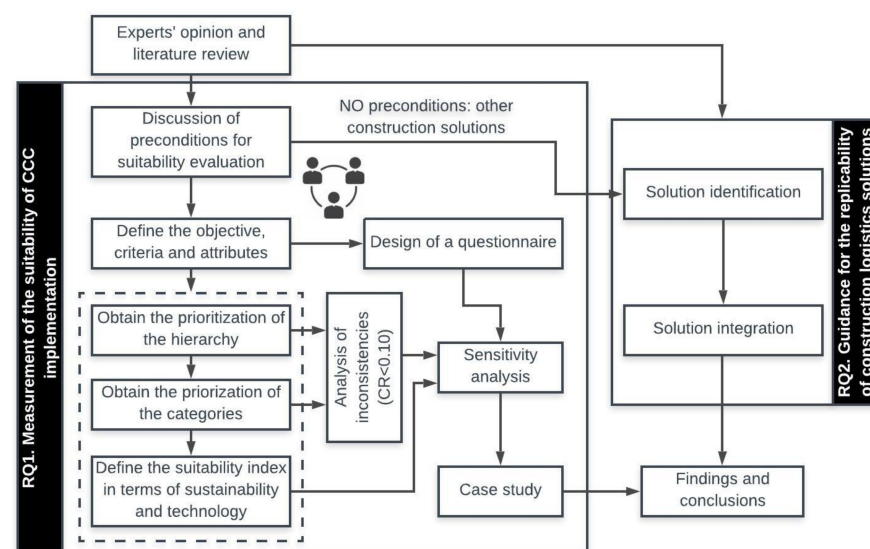 Experts' opinion and
literature review
RQ1. Measurement of the suitability of CCC
implementation
Discussion of
preconditions for
suitability evaluation
NO preconditions: other
construction solutions
Define the objective,
criteria and attributes
Design of a questionnaire
Obtain the prioritization of
the hierarchy
Obtain the priorization of
the categories
Define the suitability index
in terms of sustainability
and technology
Analysis of
inconsistencies
(CR<0.10)
Sensitivity
analysis
Case study
RQ2. Guidance for the replicability
of construction logistics solutions
Solution identification
Solution integration
Findings and
conclusions